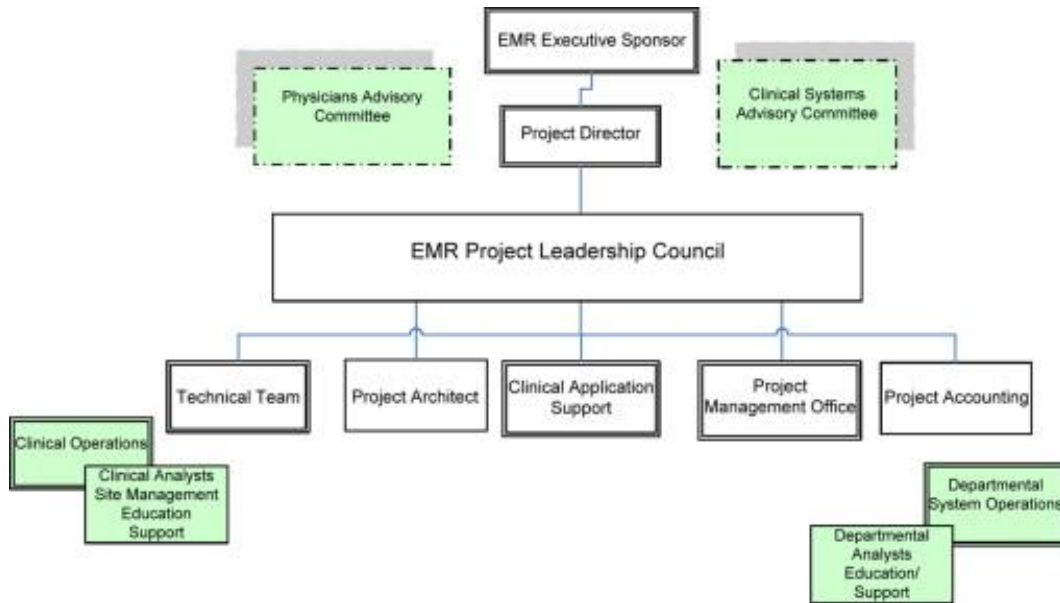 EMR Executive Sponsor
Physicians Advisory
Committee
Clinical Systems
Advisory Committee
Project Director
EMR Project Leadership Council
Technical Team
Project Architect
Clinical Application
Support
Project
Management Office
Project Accounting
Clinical Operations
Clinical Analysts
Site Management
Education
Support
Departmental
System Operations
Departmental
Analysts
Education/
Support